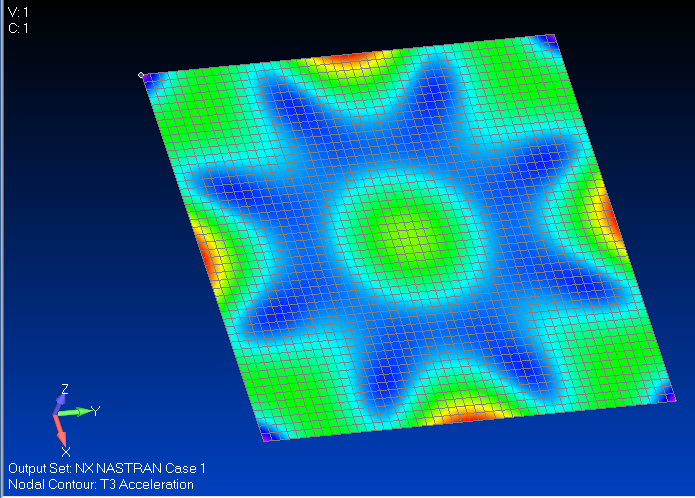 V: 1
C: 1
Z
Y
X
Output Set: NX NASTRAN Case 1
Nodal Contour: T3 Acceleration